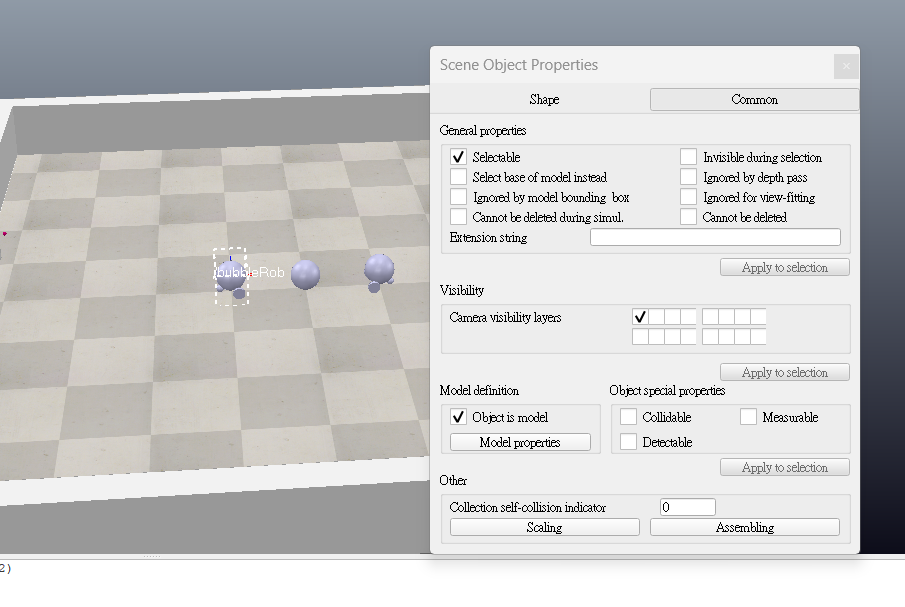 Scene Object Properties
×
Shape
Common
General properties
Selectable
Invisible during selection
Select base of model instead
Ignored by depth pass
Ignored by model bounding box
Ignored for view-fitting
Cannot be deleted during simul.
Cannot be deleted
Extension string
Apply to selection
Visibility
Camera visibility layers
Apply to selection
Model definition
Object special properties
Object is model
Collidable
Measurable
Model properties
Detectable
Apply to selection
Other
Collection self-collision indicator
0
Scaling
Assembling
bubbleRob
2)